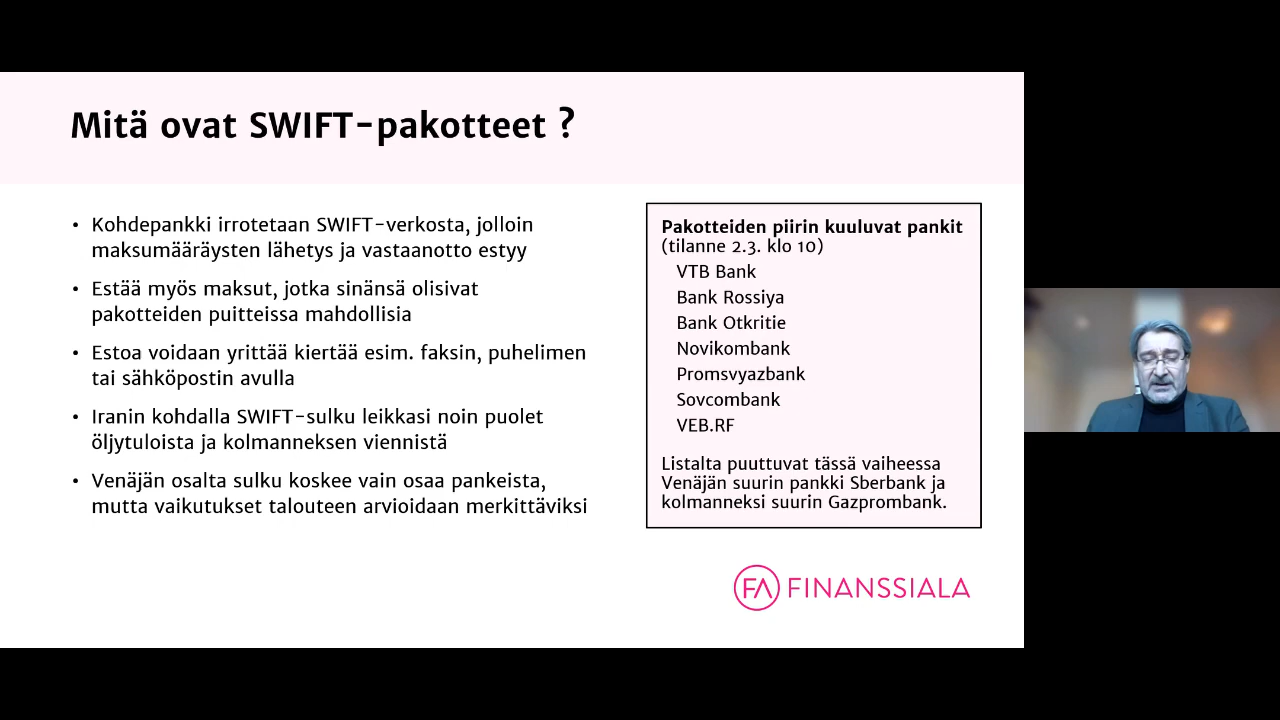 Mitä ovat SWIFT-pakotteet ?
• Kohdepankki irrotetaan SWIFT-verkosta, jolloin
maksumääräysten lähetys ja vastaanotto estyy
• Estää myös maksut, jotka sinänsä olisivat
pakotteiden puitteissa mahdollisia
• Estoa voidaan yrittää kiertää esim. faksin, puhelimen
tai sähköpostin avulla
• Iranin kohdalla SWIFT-sulku leikkasi noin puolet
öljytuloista ja kolmanneksen viennistä
• Venäjän osalta sulku koskee vain osaa pankeista,
mutta vaikutukset talouteen arvioidaan merkittäviksi
Pakotteiden piirin kuuluvat pankit
(tilanne 2.3. klo 10)
VTB Bank
Bank Rossiya
Bank Otkritie
Novikombank
Promsvyazbank
Sovcombank
VEB.RF
Listalta puuttuvat tässä vaiheessa
Venäjän suurin pankki Sberbank ja
kolmanneksi suurin Gazprombank.
FA FINANSSIALA